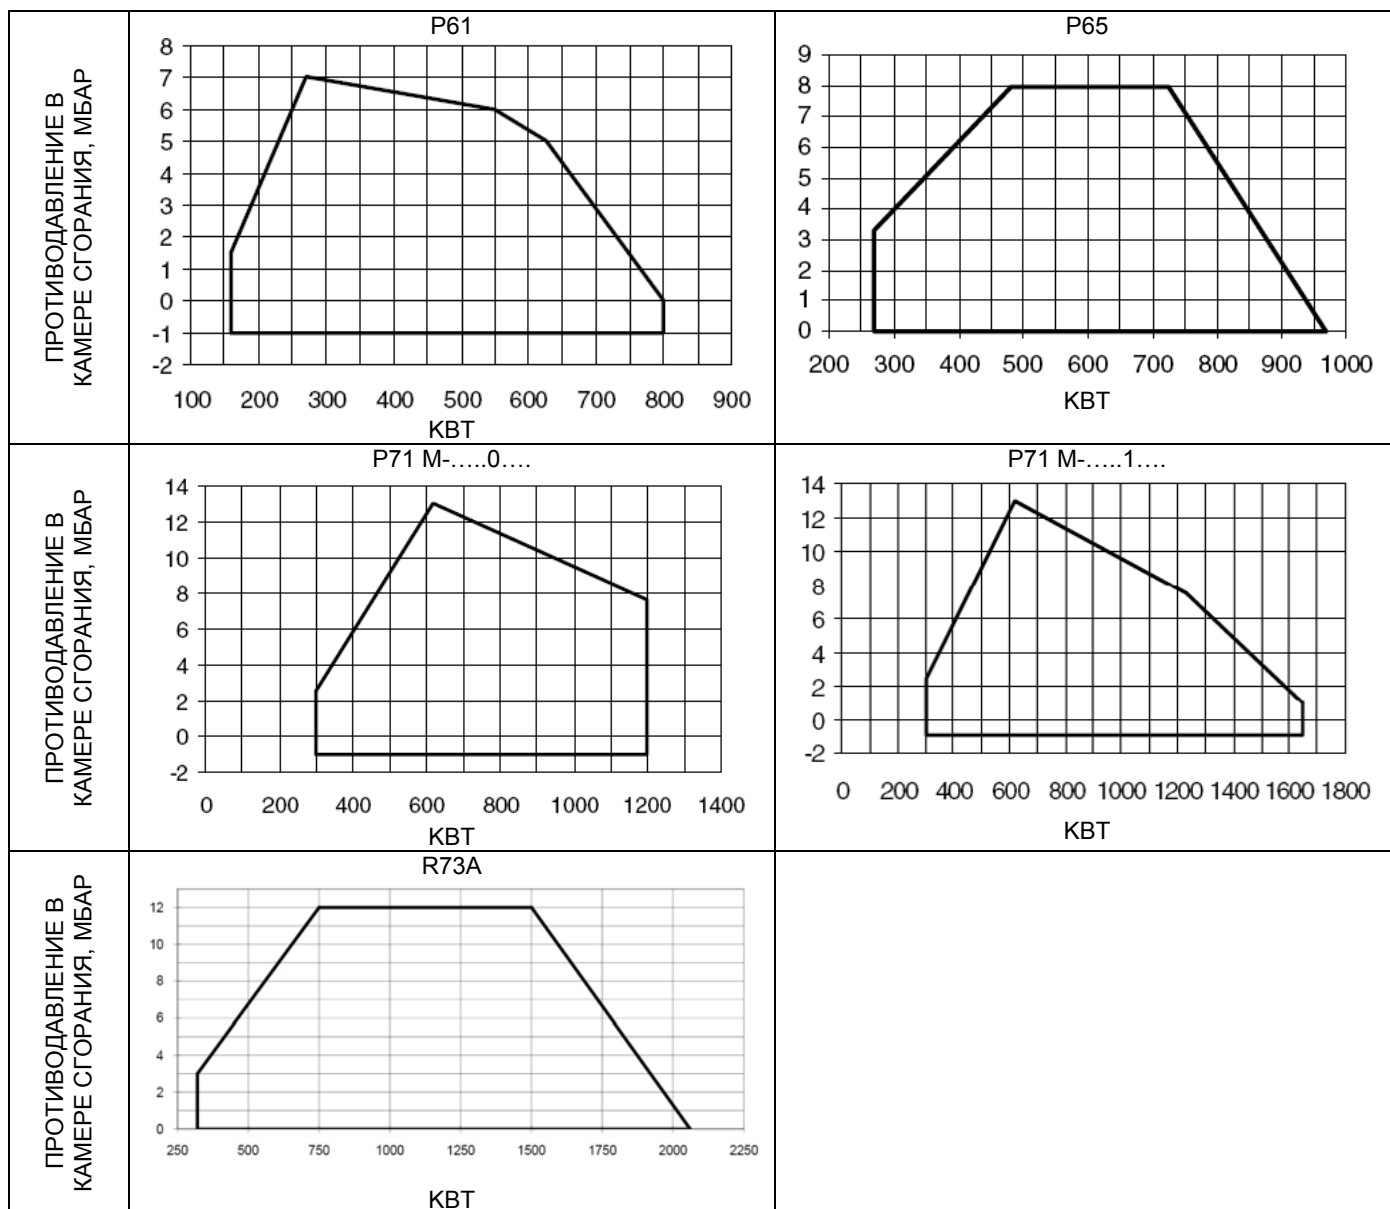 ПРОТИВОДАВЛЕНИЕ В
КАМЕРЕ СГОРАНИЯ, МБАР
P61
8
7
6
5
4
3
2
1
0
-1
-2
100 200 300 400 500 600 700 800 900
КВТ
P65
9
8
7
6
5
4
3
2
1
0
200 300 400 500 600 700 800 900 1000
КВТ
ПРОТИВОДАВЛЕНИЕ В
КАМЕРЕ СГОРАНИЯ, МБАР
P71 M-.....0....
14
12
10
8
6
4
2
0
-2
0 200 400 600 800 1000 1200 1400
КВТ
P71 M-.....1....
14
12
10
8
6
4
2
0
-2
0 200 400 600 800 1000 1200 1400 1600 1800
КВТ
ПРОТИВОДАВЛЕНИЕ В
КАМЕРЕ СГОРАНИЯ, МБАР
R73A
12
10
8
6
4
2
0
250 500 750 1000 1250 1500 1750 2000 2250
КВТ